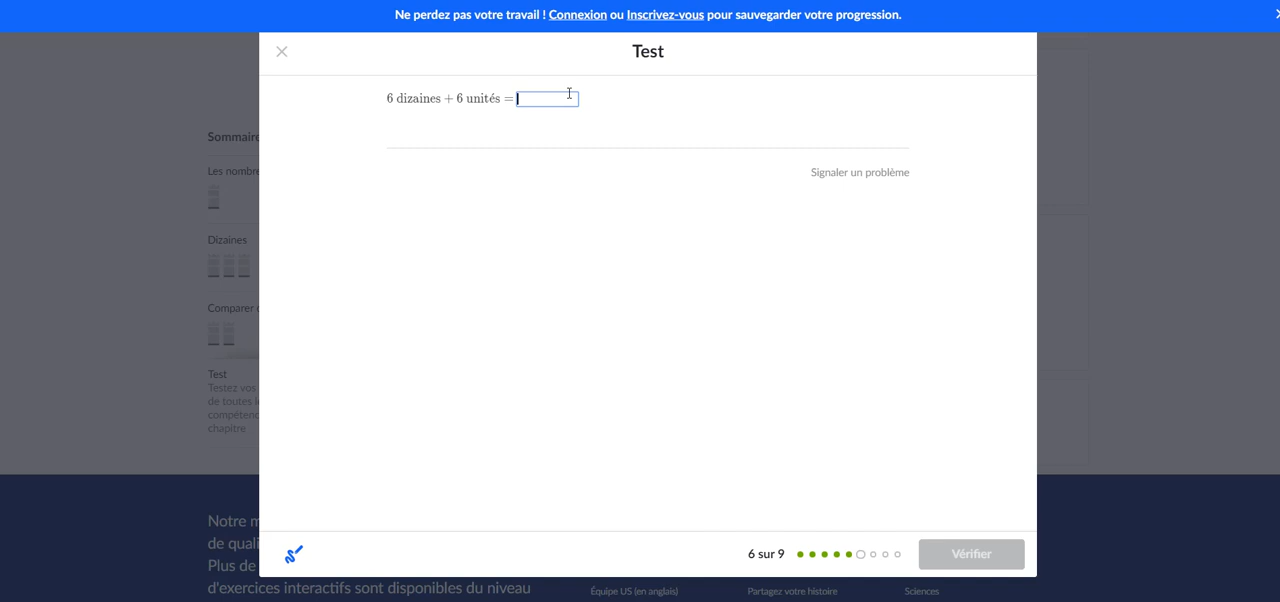 Ne perdez pas votre travail ! Connexion ou Inscrivez-vous pour sauvegarder votre progression.
Test
6 dizaines + 6 unités =
Signaler un problème
Sommaire
Les nombre
Dizaines
Comparer
Test
Testez vos
de toutes l
compétenc
chapitre
6 sur 9
Vérifier
Notre m
de quali
Plus de
d'exercices interactifs sont disponibles du niveau
Équipe US (en anglais)
Partagez votre histoire
Sciences